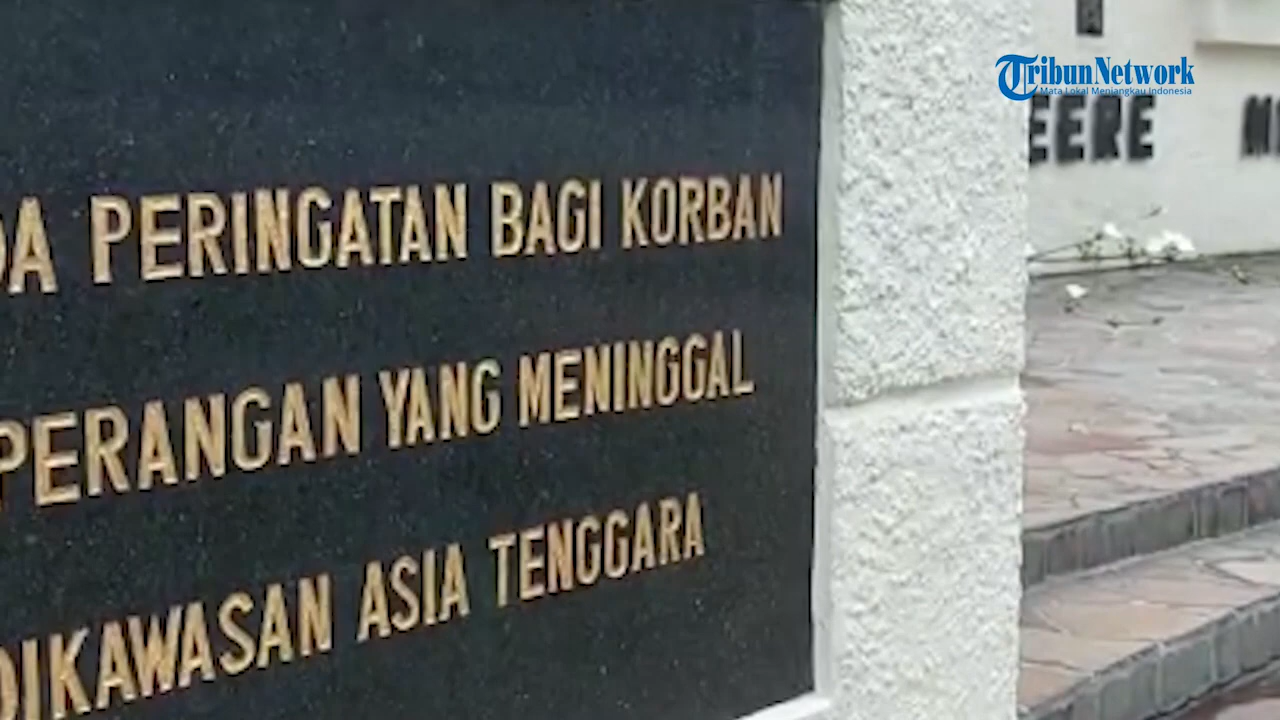 TribunNetwork
Mata Lokal Menjangkau Indonesia
EERE
DA PERINGATAN BAGI KORBAN
PERANGAN YANG MENINGGAL
DIKAWASAN ASIA TENGGARA